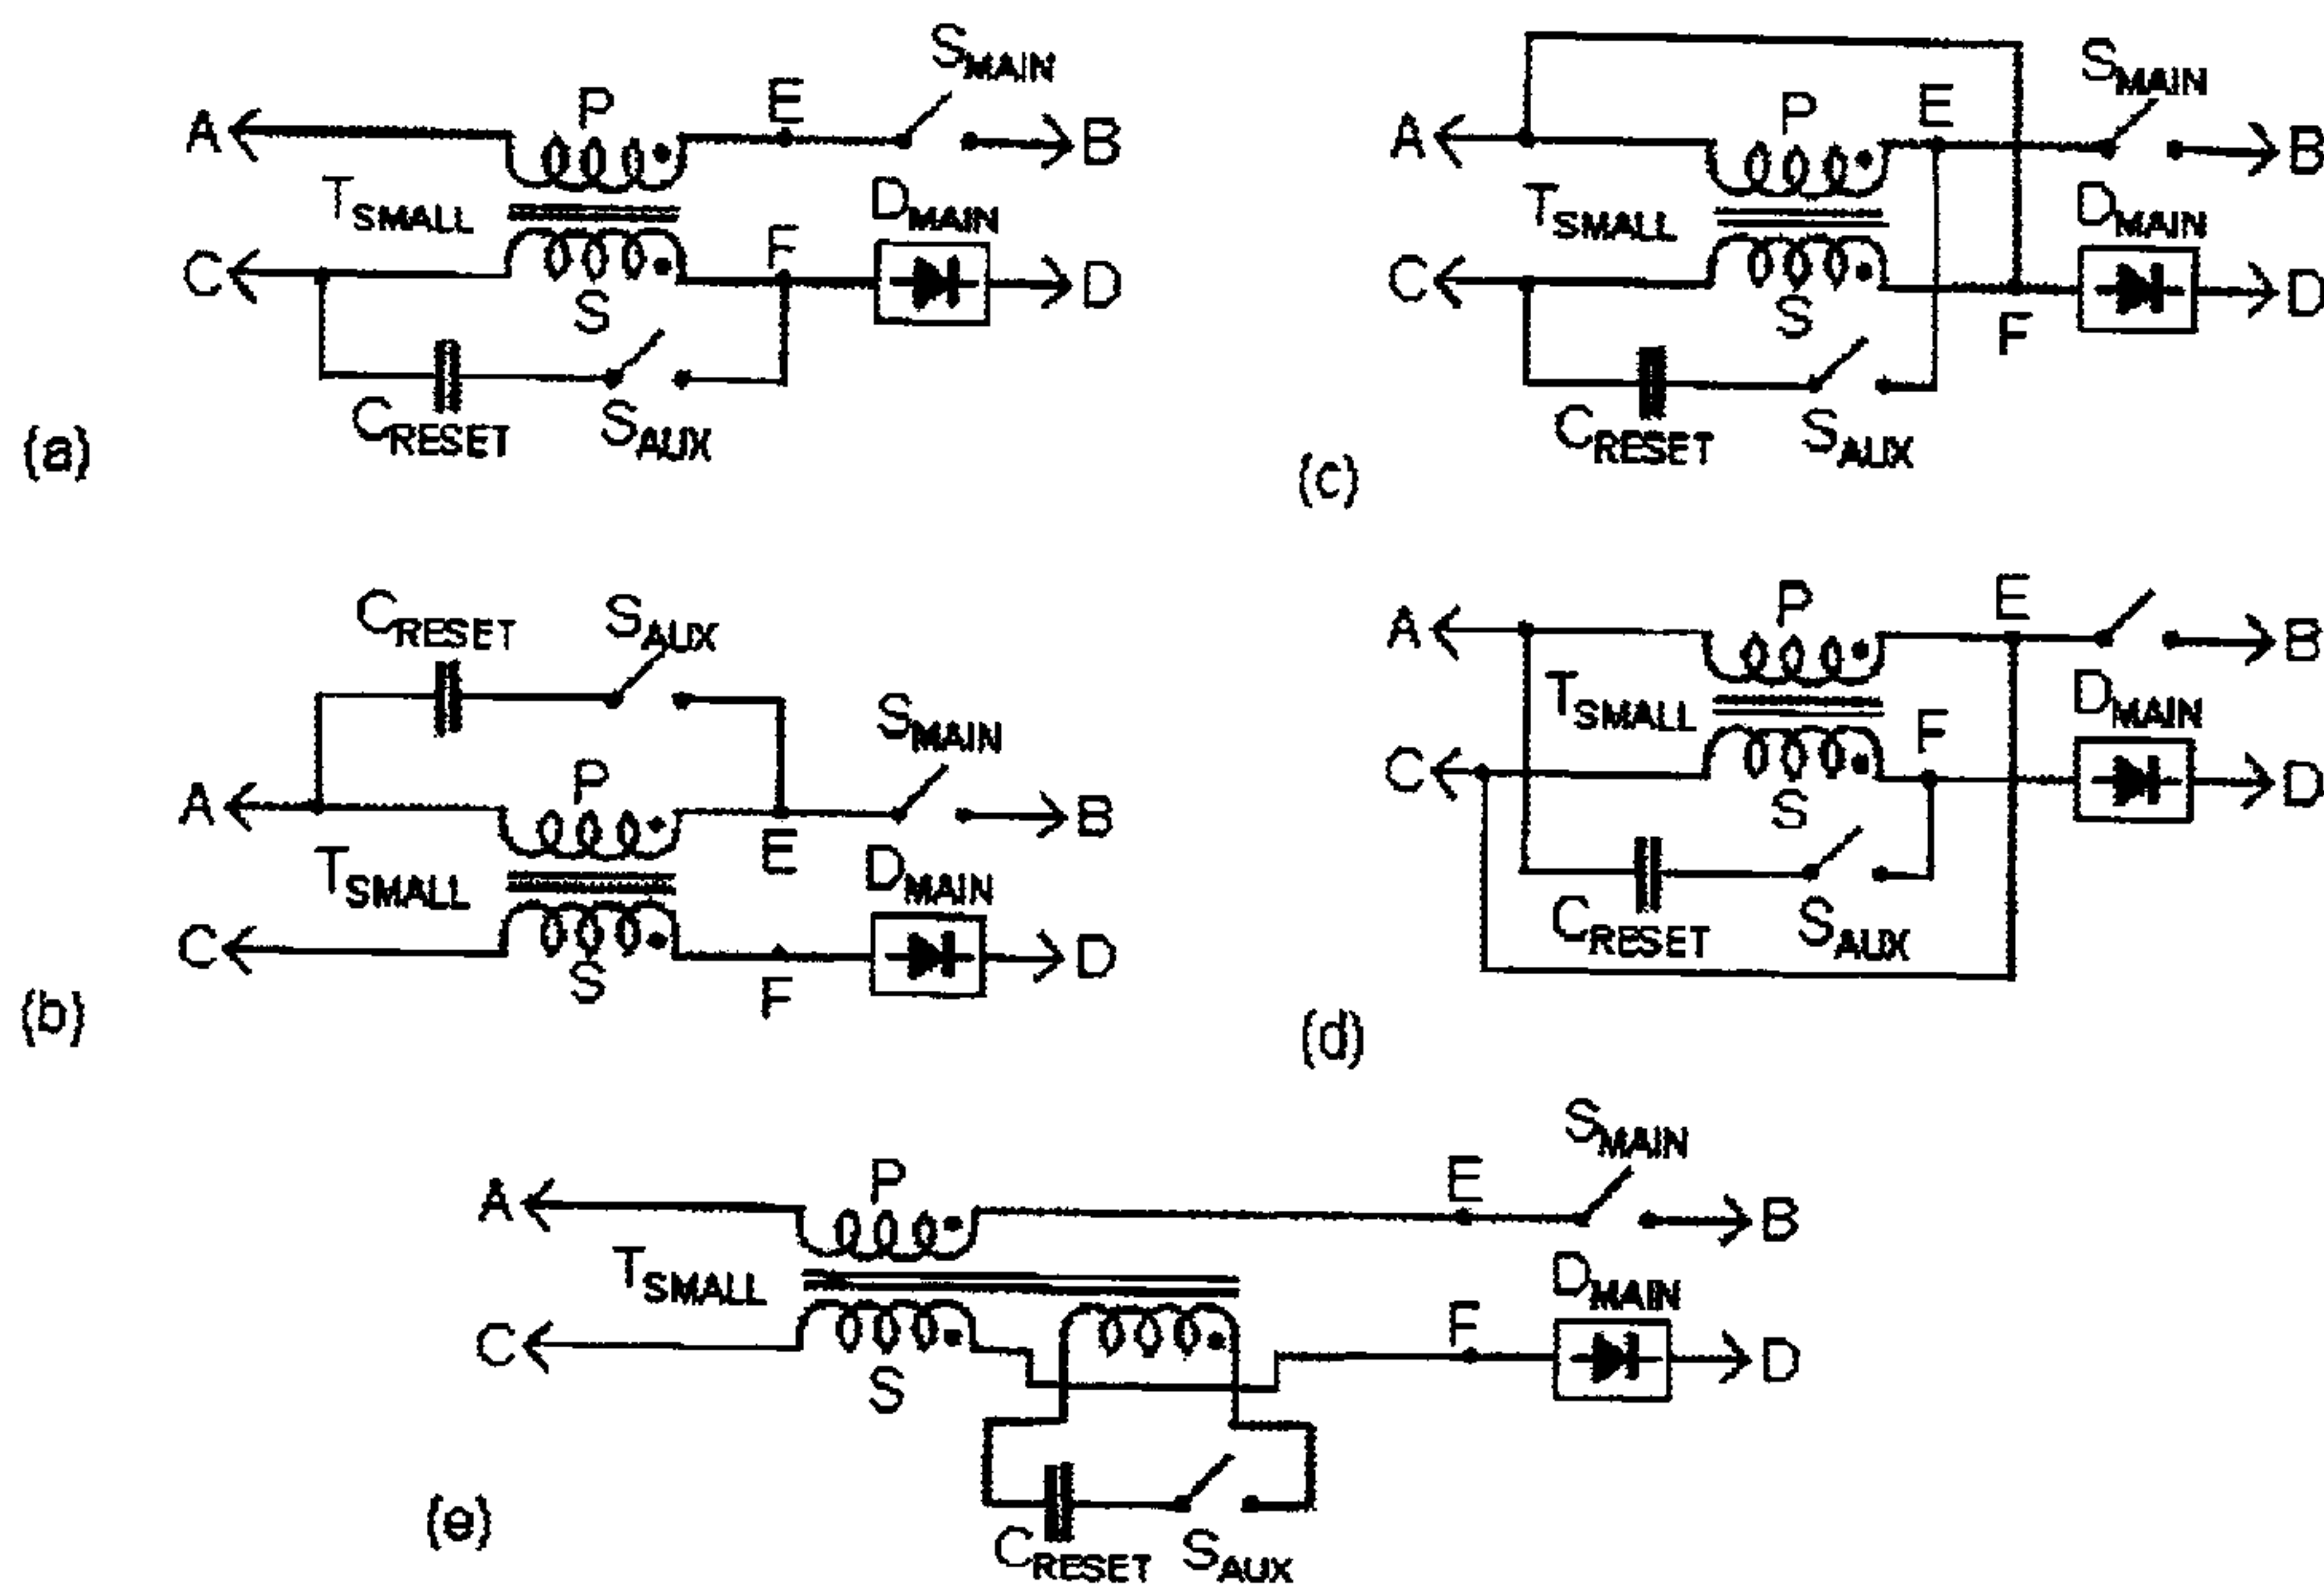 S_MAIN
A P E B
T_SMALL D_MAIN
C F D
S
C_RESET S_AUX
(a)
S_MAIN
A P E B
T_SMALL D_MAIN
C D
S F
C_RESET S_AUX
(c)
C_RESET S_AUX
S_MAIN
A P B
E
T_SMALL D_MAIN
C D
S F
(b)
P E
A B
T_SMALL D_MAIN
C F D
S
C_RESET S_AUX
(d)
S_MAIN
A P E B
T_SMALL D_MAIN
C F D
S
C_RESET S_AUX
(e)